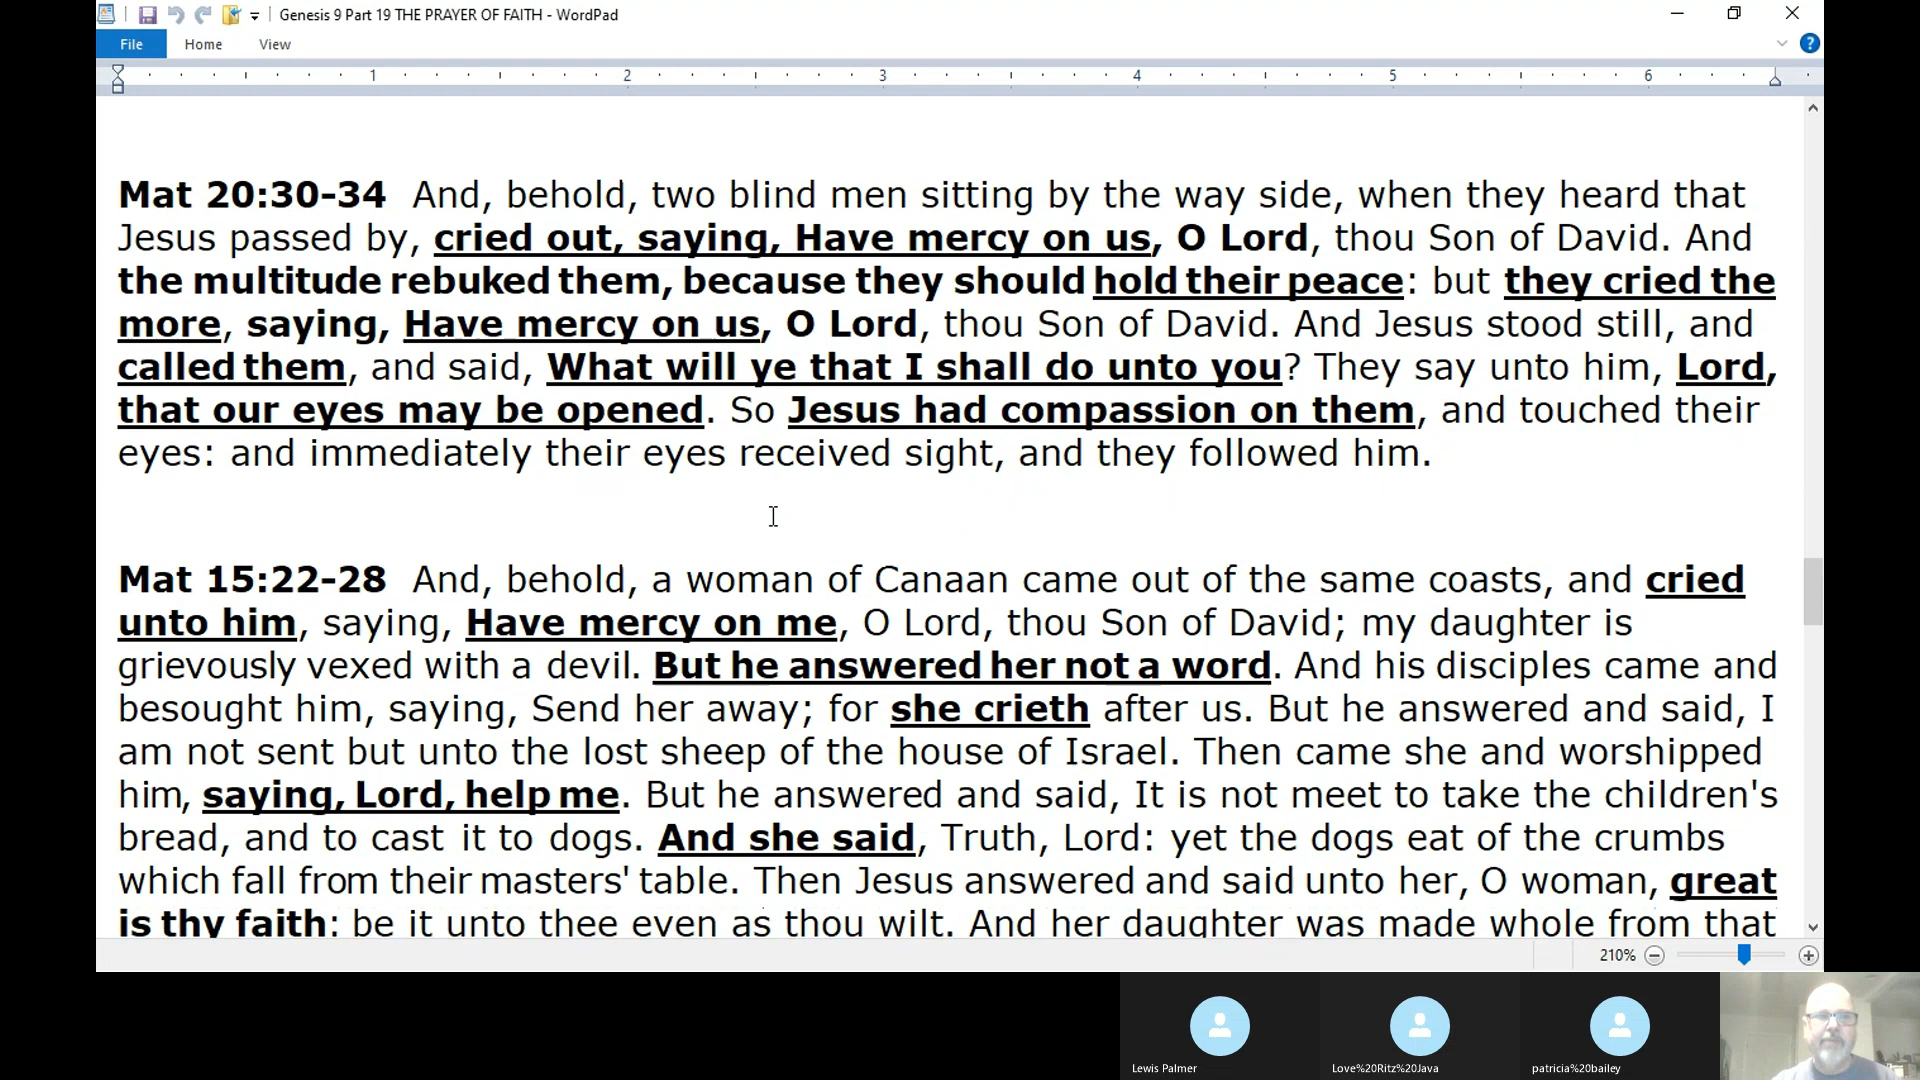 Genesis 9 Part 19 THE PRAYER OF FAITH - WordPad
File Home View
1 2 3 4 5 6
Mat 20:30-34 And, behold, two blind men sitting by the way side, when they heard that
Jesus passed by, cried out, saying, Have mercy on us, O Lord, thou Son of David. And
the multitude rebuked them, because they should hold their peace: but they cried the
more, saying, Have mercy on us, O Lord, thou Son of David. And Jesus stood still, and
called them, and said, What will ye that I shall do unto you? They say unto him, Lord,
that our eyes may be opened. So Jesus had compassion on them, and touched their
eyes: and immediately their eyes received sight, and they followed him.
Mat 15:22-28 And, behold, a woman of Canaan came out of the same coasts, and cried
unto him, saying, Have mercy on me, O Lord, thou Son of David; my daughter is
grievously vexed with a devil. But he answered her not a word. And his disciples came and
besought him, saying, Send her away; for she crieth after us. But he answered and said, I
am not sent but unto the lost sheep of the house of Israel. Then came she and worshipped
him, saying, Lord, help me. But he answered and said, It is not meet to take the children's
bread, and to cast it to dogs. And she said, Truth, Lord: yet the dogs eat of the crumbs
which fall from their masters' table. Then Jesus answered and said unto her, O woman, great
is thy faith: be it unto thee even as thou wilt. And her daughter was made whole from that
210%
Lewis Palmer Love%20Ritz%20Java patricia%20bailey